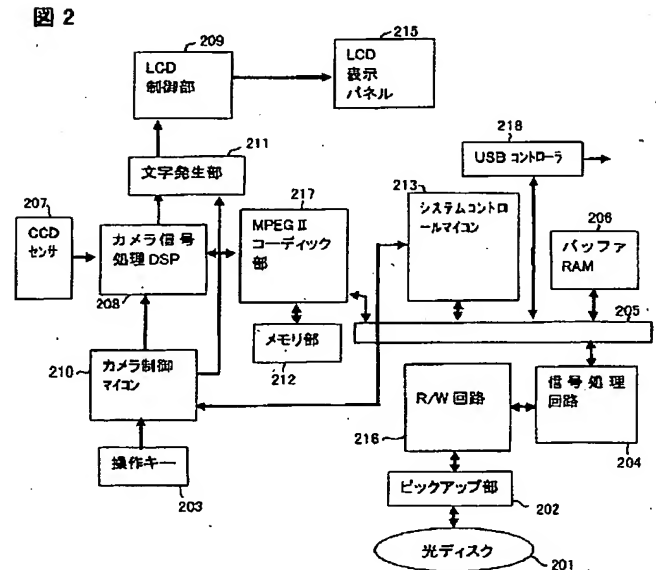 図 2
209
215
LCD
制御部
LCD
表示
パネル
211
218
文字発生部
USB コントローラ
207
217
213
206
CCD
センサ
カメラ信号
処理 DSP
MPEG II
コーディック
部
システムコントロ
ールマイコン
バッファ
RAM
208
205
210
カメラ制御
マイコン
メモリ部
212
R/W 回路
信号処理
回路
216
204
操作キー
203
ピックアップ部
202
光ディスク
201